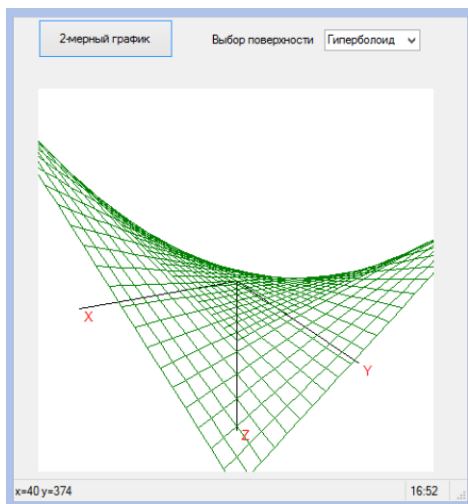 2-мерный график Выбор поверхности Гиперболоид
X
Y
Z
x=40 y=374 16:52